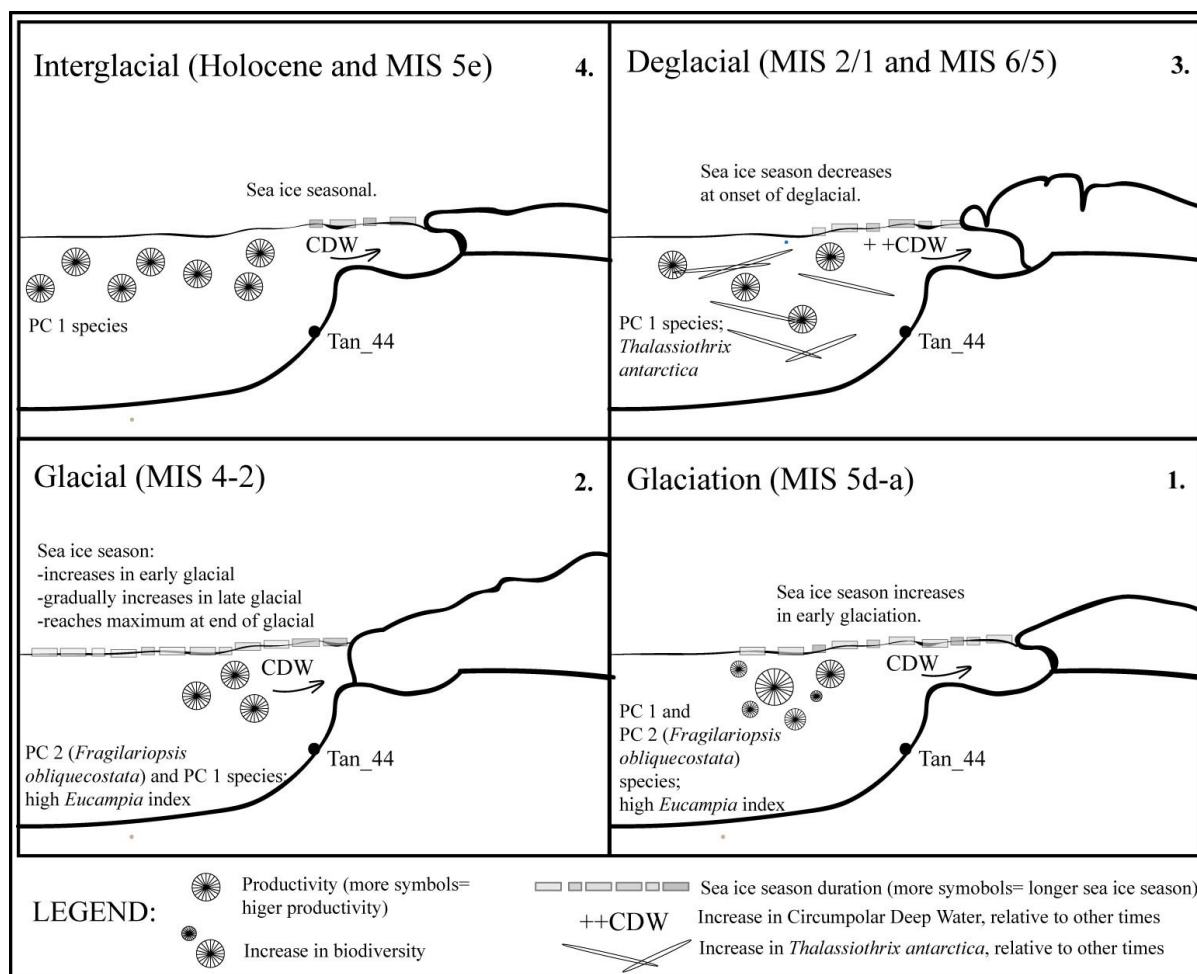 Interglacial (Holocene and MIS 5e)
4.
Sea ice seasonal.
CDW
PC 1 species
Tan_44
Deglacial (MIS 2/1 and MIS 6/5)
3.
Sea ice season decreases
at onset of deglacial.
++CDW
PC 1 species;
Thalassiothrix
antarctica
Tan_44
Glacial (MIS 4-2)
2.
Sea ice season:
-increases in early glacial
-gradually increases in late glacial
-reaches maximum at end of glacial
CDW
PC 2 (Fragilariopsis
obliquecostata) and PC 1 species;
high Eucampia index
Tan_44
Glaciation (MIS 5d-a)
1.
Sea ice season increases
in early glaciation.
CDW
PC 1 and
PC 2 (Fragilariopsis
obliquecostata)
species;
high Eucampia index
Tan_44
LEGEND:
Productivity (more symbols=
higer productivity)
Increase in biodiversity
Sea ice season duration (more symobols= longer sea ice season)
++CDW
Increase in Circumpolar Deep Water, relative to other times
Increase in Thalassiothrix antarctica, relative to other times